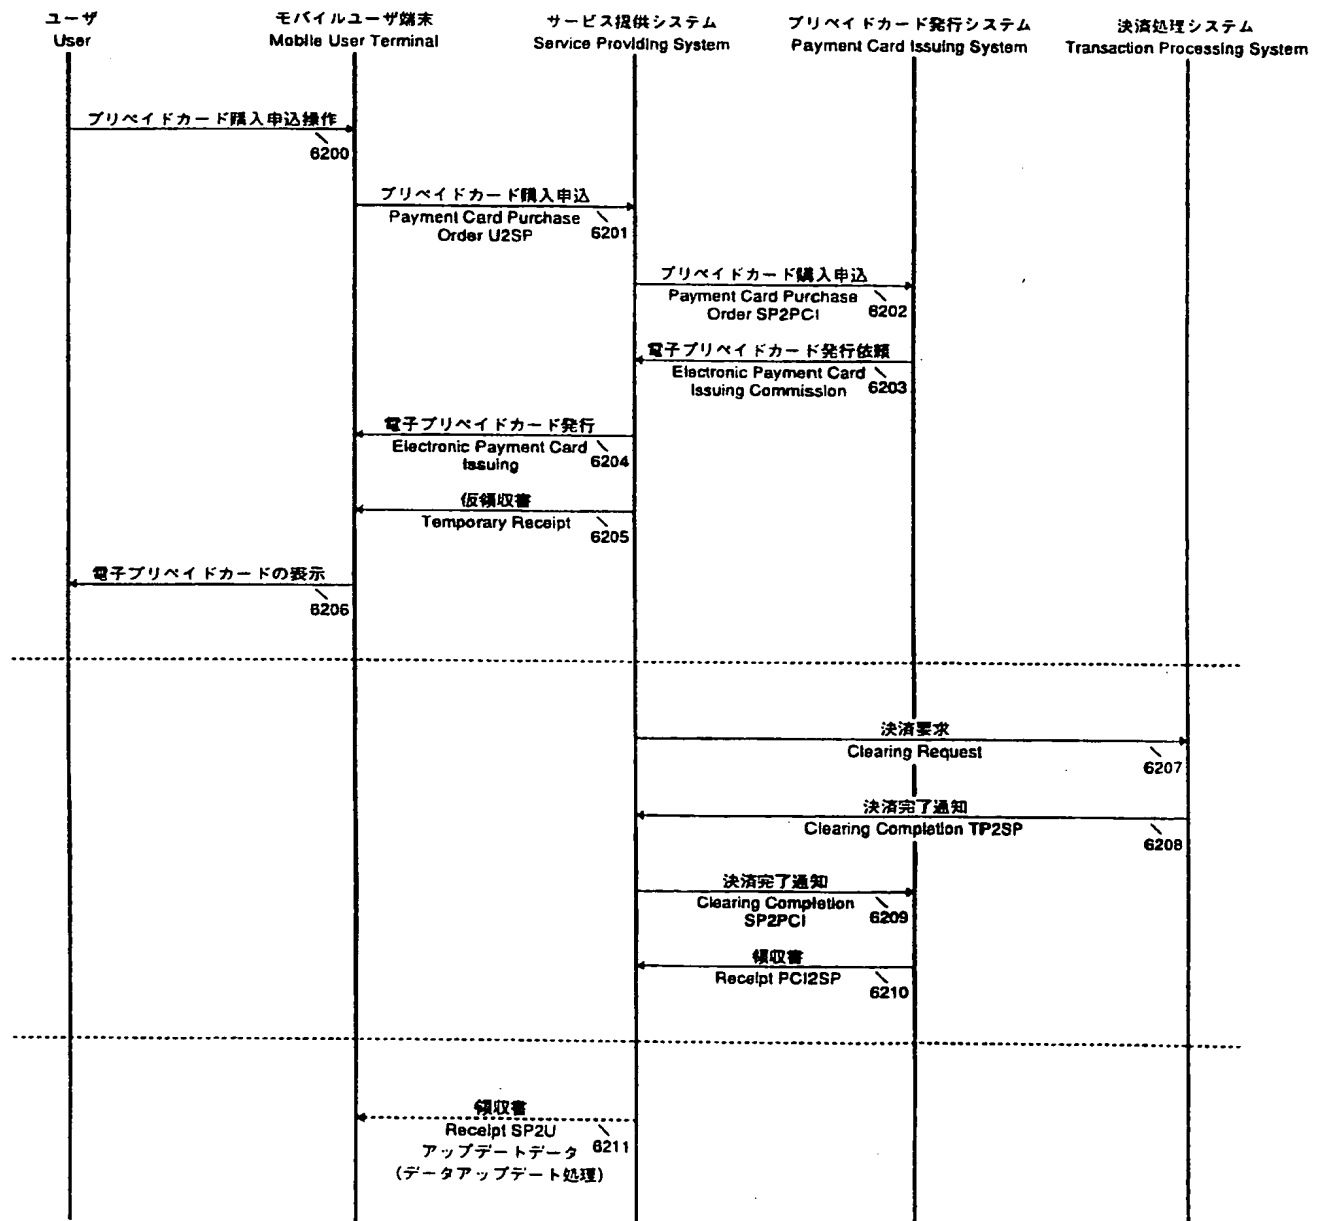 ユーザ
User
モバイルユーザ端末
Mobile User Terminal
サービス提供システム
Service Providing System
プリペイドカード発行システム
Payment Card Issuing System
決済処理システム
Transaction Processing System
プリペイドカード購入申込操作
6200
プリペイドカード購入申込
Payment Card Purchase
Order U2SP
6201
プリペイドカード購入申込
Payment Card Purchase
Order SP2PCI
6202
電子プリペイドカード発行依頼
Electronic Payment Card
Issuing Commission
6203
電子プリペイドカード発行
Electronic Payment Card
Issuing
6204
仮領収書
Temporary Receipt
6205
電子プリペイドカードの表示
6206
決済要求
Clearing Request
6207
決済完了通知
Clearing Completion TP2SP
6208
決済完了通知
Clearing Completion
SP2PCI
6209
領収書
Receipt PCI2SP
6210
領収書
Receipt SP2U
6211
アップデートデータ
(データアップデート処理)